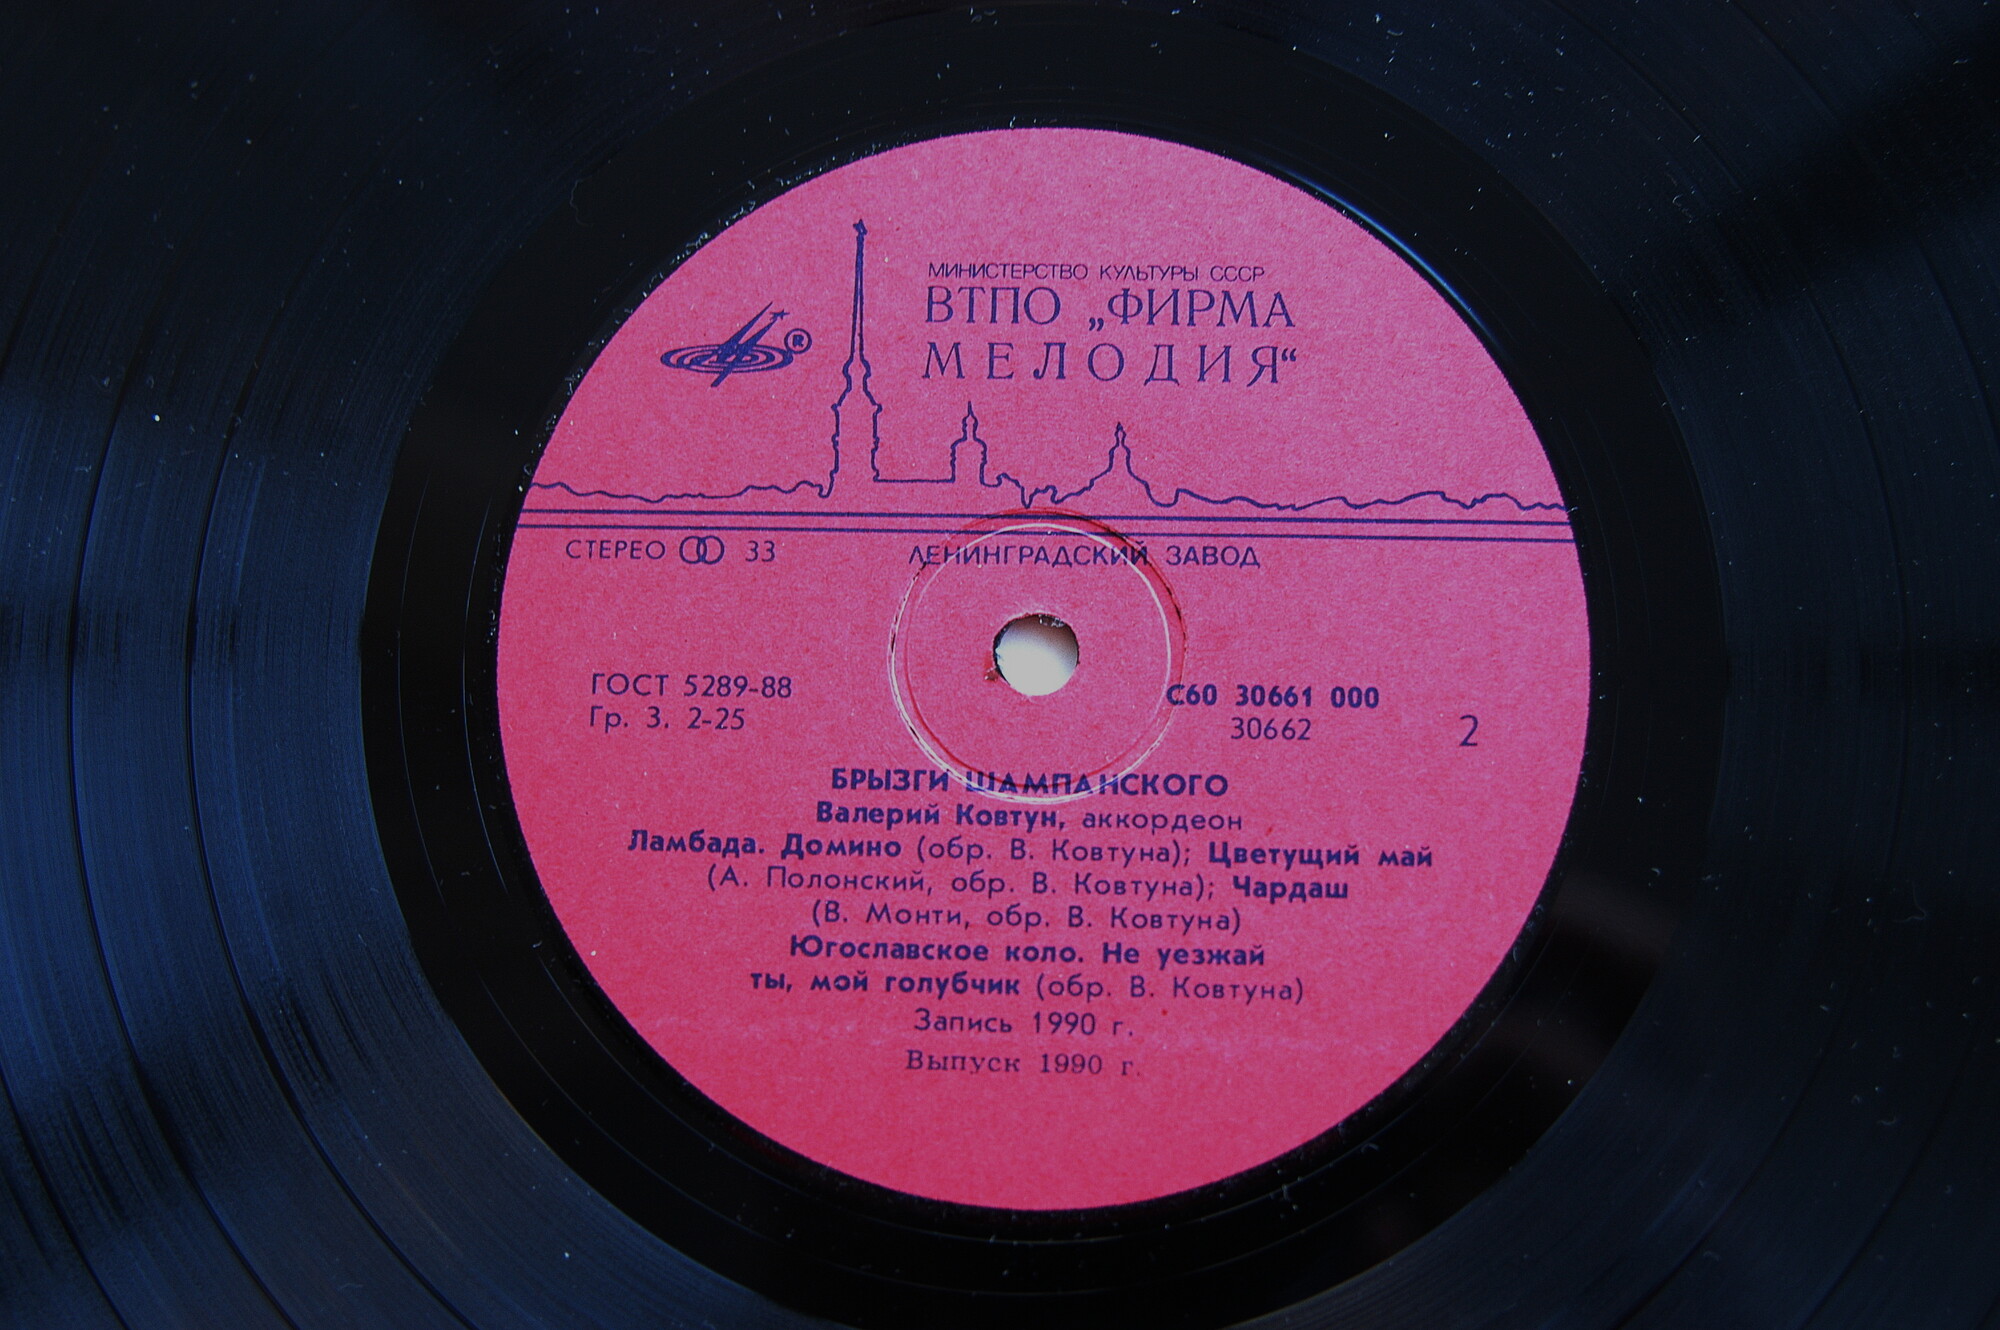 МИНИСТЕРСТВО КУЛЬТУРЫ СССР
ВТПО „ФИРМА
МЕЛОДИЯ“
®
СТЕРЕО 33
ЛЕНИНГРАДСКИЙ ЗАВОД
ГОСТ 5289-88
Гр. 3. 2-25
С60 30661 000
30662
2
БРЫЗГИ ШАМПАНСКОГО
Валерий Ковтун, аккордеон
Ламбада. Домино (обр. В. Ковтуна); Цветущий май
(А. Полонский, обр. В. Ковтуна); Чардаш
(В. Монти, обр. В. Ковтуна)
Югославское коло. Не уезжай
ты, мой голубчик (обр. В. Ковтуна)
Запись 1990 г.
Выпуск 1990 г.